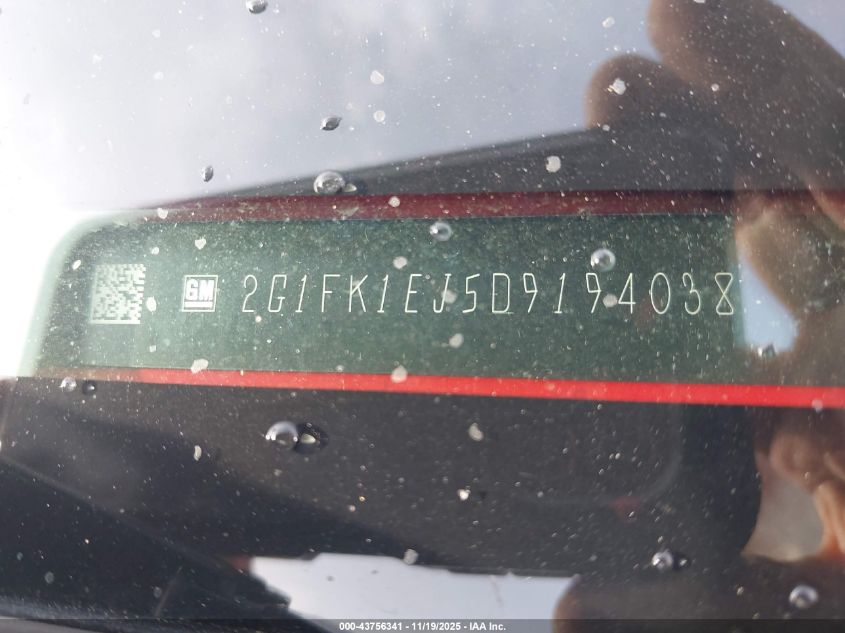 GM 2G1FK1EJ5D9194038
000-43756341 - 11/19/2025 - IAA Inc.